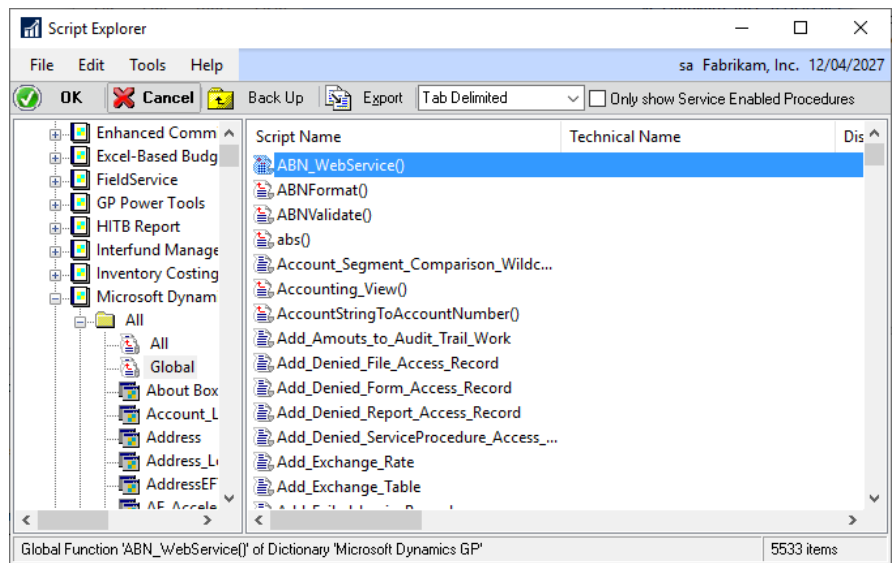 Script Explorer
File Edit Tools Help sa Fabrikam, Inc. 12/04/2027
OK Cancel Back Up Export Tab Delimited Only show Service Enabled Procedures
Enhanced Comm
Excel-Based Budg
FieldService
GP Power Tools
HITB Report
Interfund Manage
Inventory Costing
Microsoft Dynam
All
All
Global
About Box
Account_L
Address
Address_Lo
AddressEF
AF_Accele
Script Name Technical Name Dis
ABN_WebService()
ABNFormat()
ABNValidate()
abs()
Account_Segment_Comparison_Wildc...
Accounting_View()
AccountStringToAccountNumber()
Add_Amouts_to_Audit_Trail_Work
Add_Denied_File_Access_Record
Add_Denied_Form_Access_Record
Add_Denied_Report_Access_Record
Add_Denied_ServiceProcedure_Access_...
Add_Exchange_Rate
Add_Exchange_Table
Global Function 'ABN_WebService()' of Dictionary 'Microsoft Dynamics GP' 5533 items